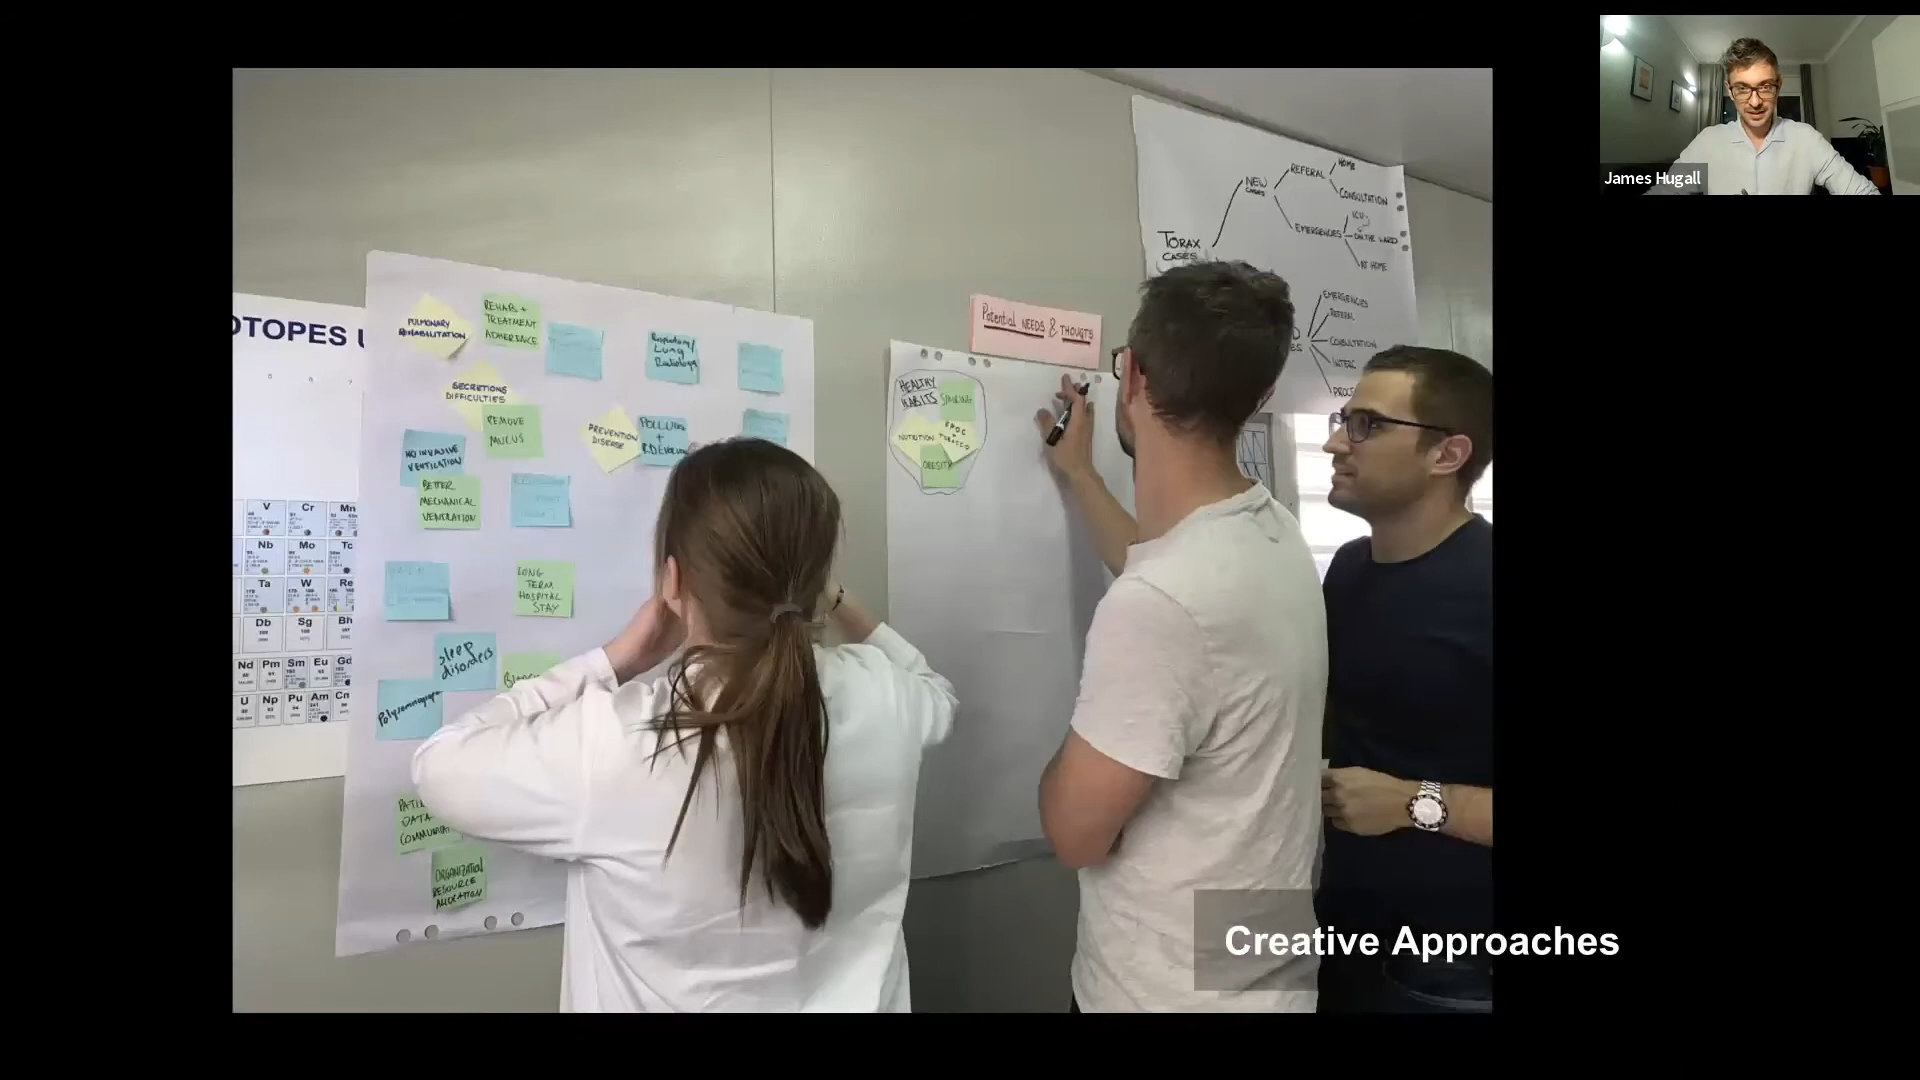 James Hugall
NEW
CASES
REFERAL
HOME
CONSULTATION
EMERGENCIES
ICU
ON THE WARD
AT HOME
TORAX
CASES
EMERGENCIES
REFERAL
CONSULTATION
Potential NEEDS & THOUGTS
HEALTHY
HABITS
SMOKING
NUTRITION
EPOC
+
TOBACCO
OBESITY
OTOPES U
PULMONARY
REHABILITATION
REHAB +
TREATMENT
ADHERENCE
Respiratory/
Lung
Radiology
SECRETIONS
DIFFICULTIES
REMOVE
MUCUS
PREVENTION
DISEASE
POLLUTION
+
NO INVASIVE
VENTILATION
BETTER
MECHANICAL
VENTILATION
LONG
TERM
HOSPITAL
STAY
Sleep
disorders
DATA
ORGANIZATION
RESOURCE
ALLOCATION
V Cr Mn
Nb Mo Tc
Ta W Re
Db Sg Bh
Nd Pm Sm Eu Gd
U Np Pu Am Cm
Creative Approaches